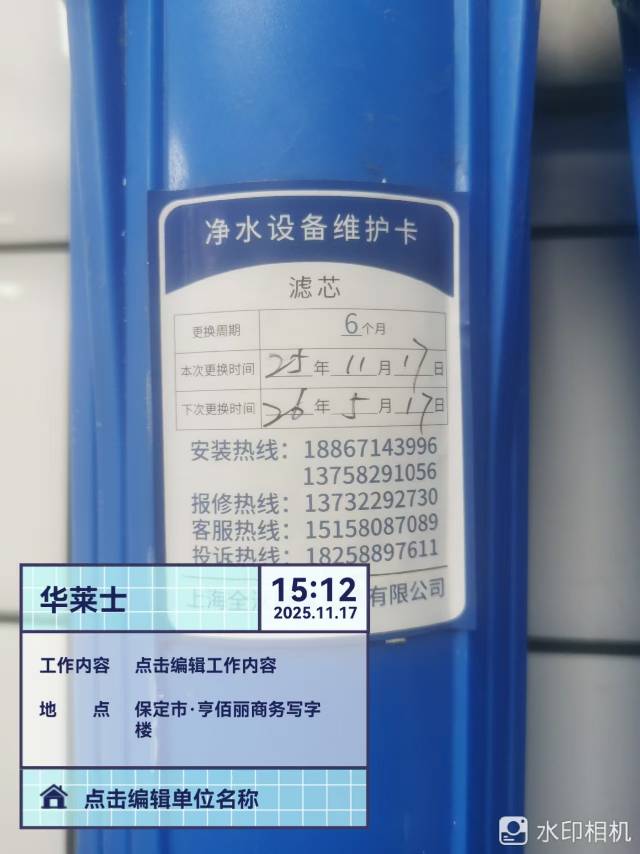 净水设备维护卡
滤芯
更换周期 6个月
本次更换时间 25年11月17日
下次更换时间 26年5月17日
安装热线：18867143996
13758291056
报修热线：13732292730
客服热线：15158087089
投诉热线：18258897611
上海全 有限公司
华莱士
15:12
2025.11.17
工作内容 点击编辑工作内容
地 点 保定市·亨佰丽商务写字
楼
点击编辑单位名称
水印相机